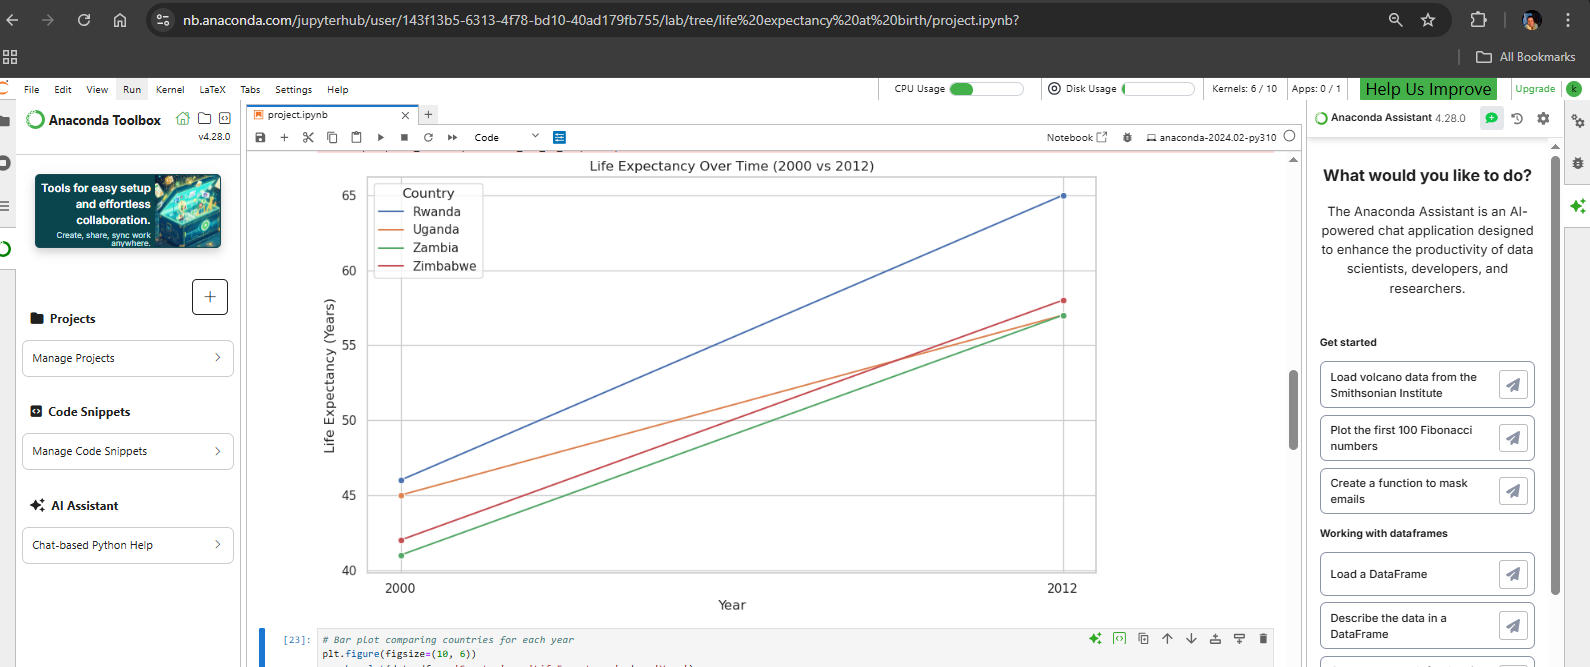 nb.anaconda.com/jupyterhub/user/143f13b5-6313-4f78-bd10-40ad179fb755/lab/tree/life%20expectancy%20at%20birth/project.ipynb?
All Bookmarks
File Edit View Run Kernel LaTeX Tabs Settings Help
CPU Usage
Disk Usage
Kernels: 6 / 10
Apps: 0 / 1
Help Us Improve
Upgrade
k
Anaconda Toolbox
v4.28.0
Tools for easy setup
and effortless
collaboration.
Create, share, sync work
anywhere.
+
Projects
Manage Projects
Code Snippets
Manage Code Snippets
AI Assistant
Chat-based Python Help
project.ipynb
Code
Notebook
anaconda-2024.02-py310
Life Expectancy Over Time (2000 vs 2012)
Country
Rwanda
Uganda
Zambia
Zimbabwe
Life Expectancy (Years)
65
60
55
50
45
40
2000
2012
Year
[23]:
# Bar plot comparing countries for each year
plt.figure(figsize=(10, 6))
Anaconda Assistant 4.28.0
What would you like to do?
The Anaconda Assistant is an AI-
powered chat application designed
to enhance the productivity of data
scientists, developers, and
researchers.
Get started
Load volcano data from the
Smithsonian Institute
Plot the first 100 Fibonacci
numbers
Create a function to mask
emails
Working with dataframes
Load a DataFrame
Describe the data in a
DataFrame